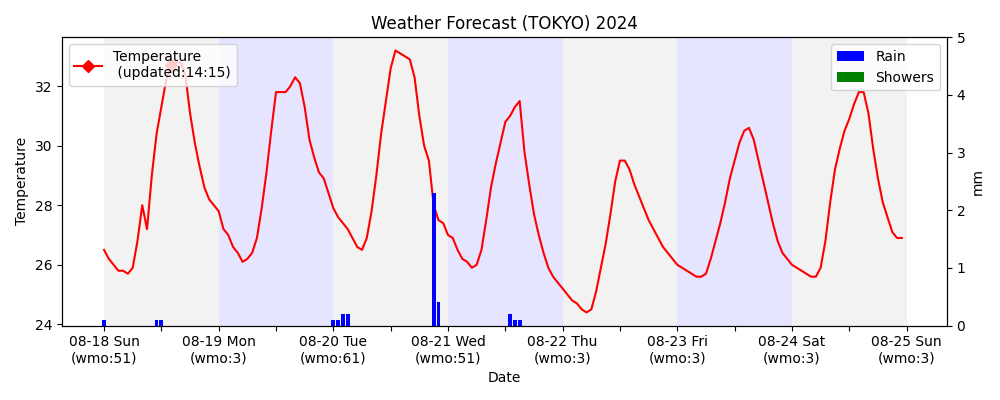 Weather Forecast (TOKYO) 2024
Temperature
(updated:14:15)
Rain
Showers
Temperature
32
30
28
26
24
5
4
3
2
1
0
mm
08-18 Sun
(wmo:51)
08-19 Mon
(wmo:3)
08-20 Tue
(wmo:61)
08-21 Wed
(wmo:51)
08-22 Thu
(wmo:3)
08-23 Fri
(wmo:3)
08-24 Sat
(wmo:3)
08-25 Sun
(wmo:3)
Date